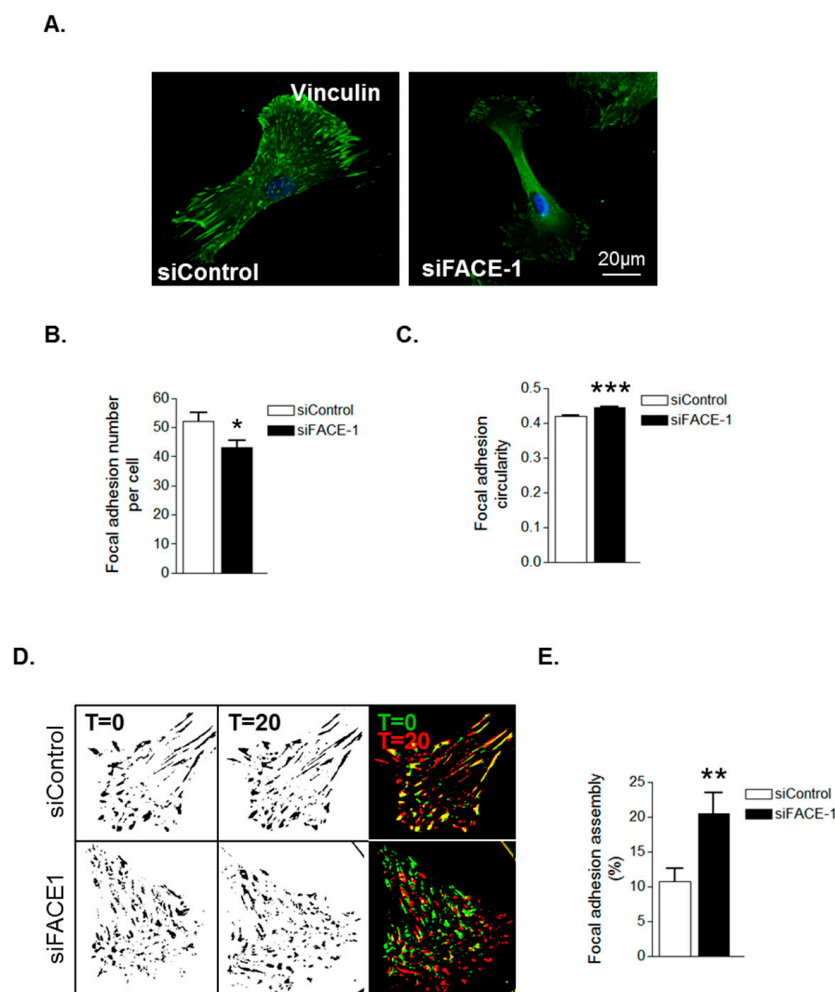 A.
Vinculin
siControl
siFACE-1
20µm
B.
Focal adhesion number
per cell
60
50
40
30
20
10
0
*
siControl
siFACE-1
C.
Focal adhesion
circularity
0.5
0.4
0.3
0.2
0.1
0.0
***
siControl
siFACE-1
D.
siControl
siFACE1
T=0
T=20
T=0
T=20
E.
Focal adhesion assembly
(%)
25
20
15
10
5
0
**
siControl
siFACE-1